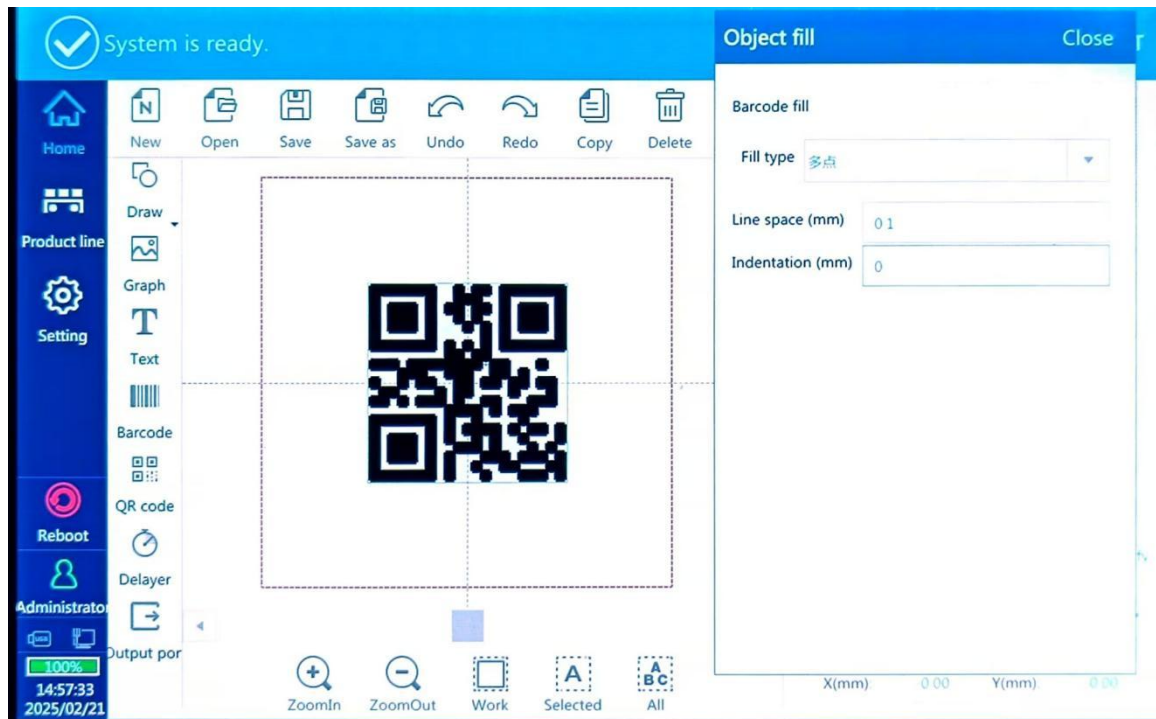 System is ready.
Object fill
Close
Home
Product line
Setting
Reboot
Administrato
USB
100%
14:57:33
2025/02/21
N
New
Open
Save
Save as
Undo
Redo
Copy
Delete
Draw
Graph
T
Text
Barcode
QR code
Delayer
Output por
Barcode fill
Fill type
多点
Line space (mm)
0 1
Indentation (mm)
0
ZoomIn
ZoomOut
Work
A
Selected
A
B C
All
X(mm)
0.00
Y(mm)
0.00